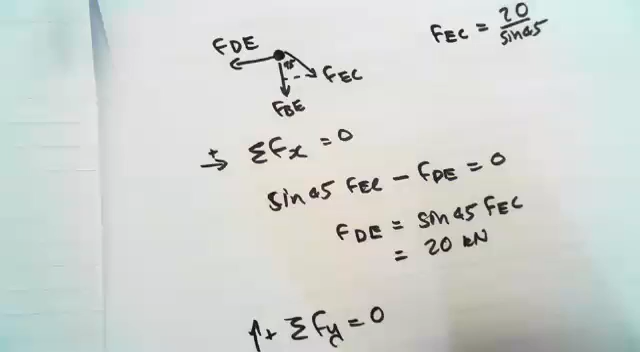 FEC = 20/sin45
FDE
45
FEC
FBE
→+ ΣFx = 0
sin45 FEC - FDE = 0
FDE = sin45 FEC
= 20 kN
↑+ ΣFy = 0